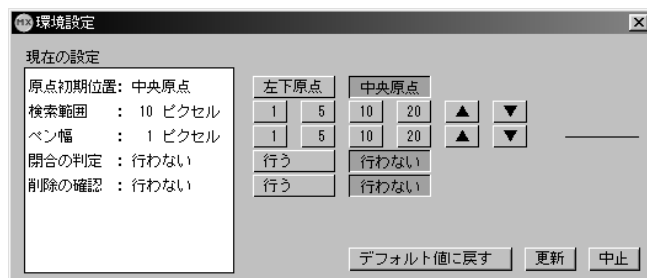 MX 環境設定
現在の設定
原点初期位置: 中央原点 左下原点 中央原点
検索範囲 : 10 ピクセル 1 5 10 20 ▲ ▼
ペン幅 : 1 ピクセル 1 5 10 20 ▲ ▼
閉合の判定 : 行わない 行う 行わない
削除の確認 : 行わない 行う 行わない
デフォルト値に戻す 更新 中止